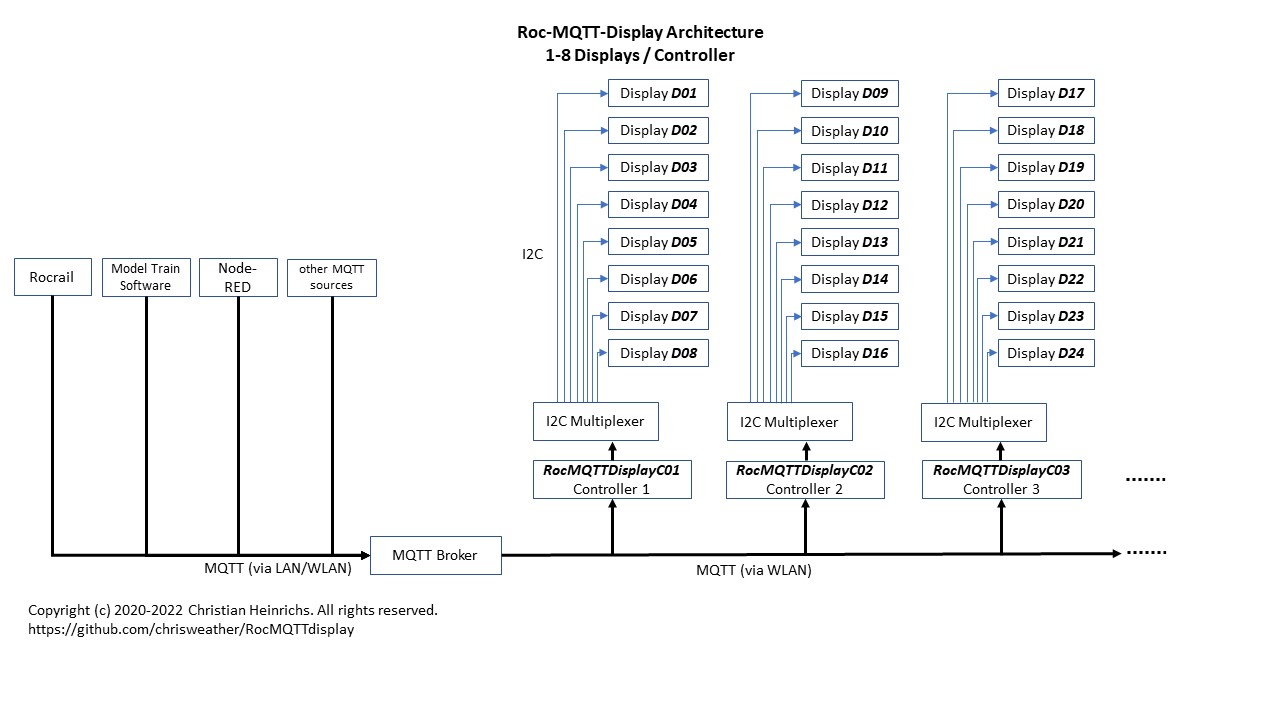 Roc-MQTT-Display Architecture
1-8 Displays / Controller
Display D01
Display D02
Display D03
Display D04
Display D05
Display D06
Display D07
Display D08
Display D09
Display D10
Display D11
Display D12
Display D13
Display D14
Display D15
Display D16
Display D17
Display D18
Display D19
Display D20
Display D21
Display D22
Display D23
Display D24
I2C
Rocrail
Model Train
Software
Node-
RED
other MQTT
sources
I2C Multiplexer
I2C Multiplexer
I2C Multiplexer
RocMQTTDisplayC01
Controller 1
RocMQTTDisplayC02
Controller 2
RocMQTTDisplayC03
Controller 3
.......
MQTT Broker
.......
MQTT (via LAN/WLAN)
MQTT (via WLAN)
Copyright (c) 2020-2022 Christian Heinrichs. All rights reserved.
https://github.com/chrisweather/RocMQTTdisplay